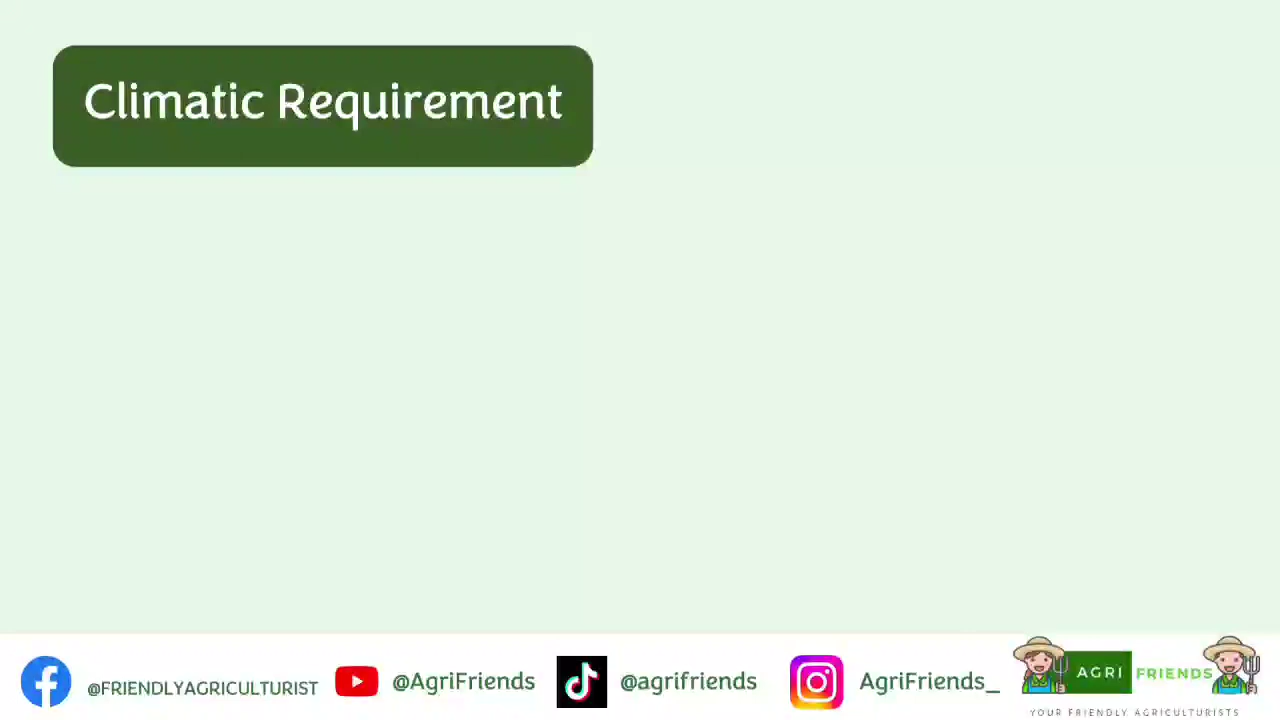 Climatic Requirement
@FRIENDLYAGRICULTURIST
@AgriFriends
@agrifriends
AgriFriends_
AGRI FRIENDS
YOUR FRIENDLY AGRICULTURISTS